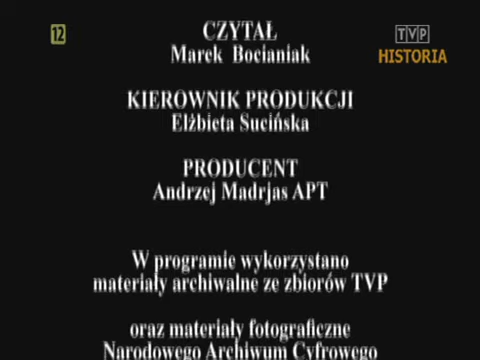 12
TVP
HISTORIA
CZYTAŁ
Marek Bocianiak
KIEROWNIK PRODUKCJI
Elżbieta Sucińska
PRODUCENT
Andrzej Madrjas APT
W programie wykorzystano
materiały archiwalne ze zbiorów TVP
oraz materiały fotograficzne
Narodowego Archiwum Cyfrowego